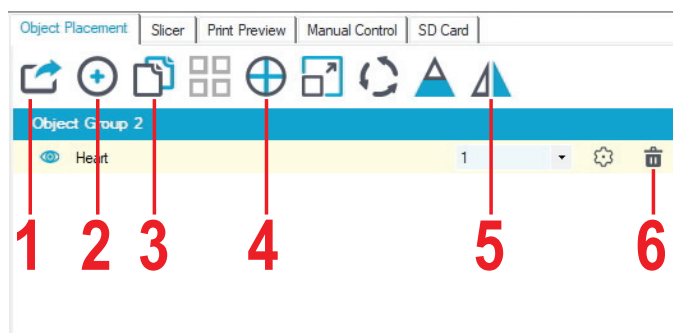 Object Placement Slicer Print Preview Manual Control SD Card
Object Group 2
Heart 1
1 2 3 4 5 6